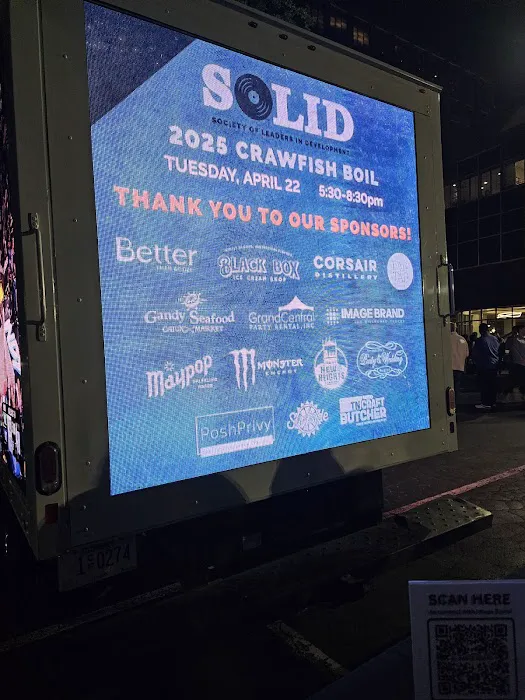 SOLID
SOCIETY OF LEADERS IN DEVELOPMENT
2025 CRAWFISH BOIL
TUESDAY, APRIL 22 5:30-8:30pm
THANK YOU TO OUR SPONSORS!
Better
BLACK BOX
ICE CREAM SHOP
CORSAIR
DISTILLERY
Gandy Seafood
MARKET
GrandCentral
PARTY RENTAL, INC
IMAGE BRAND
Maypop
MONSTER
ENERGY
PoshPrivy
BUTCHER
SCAN HERE